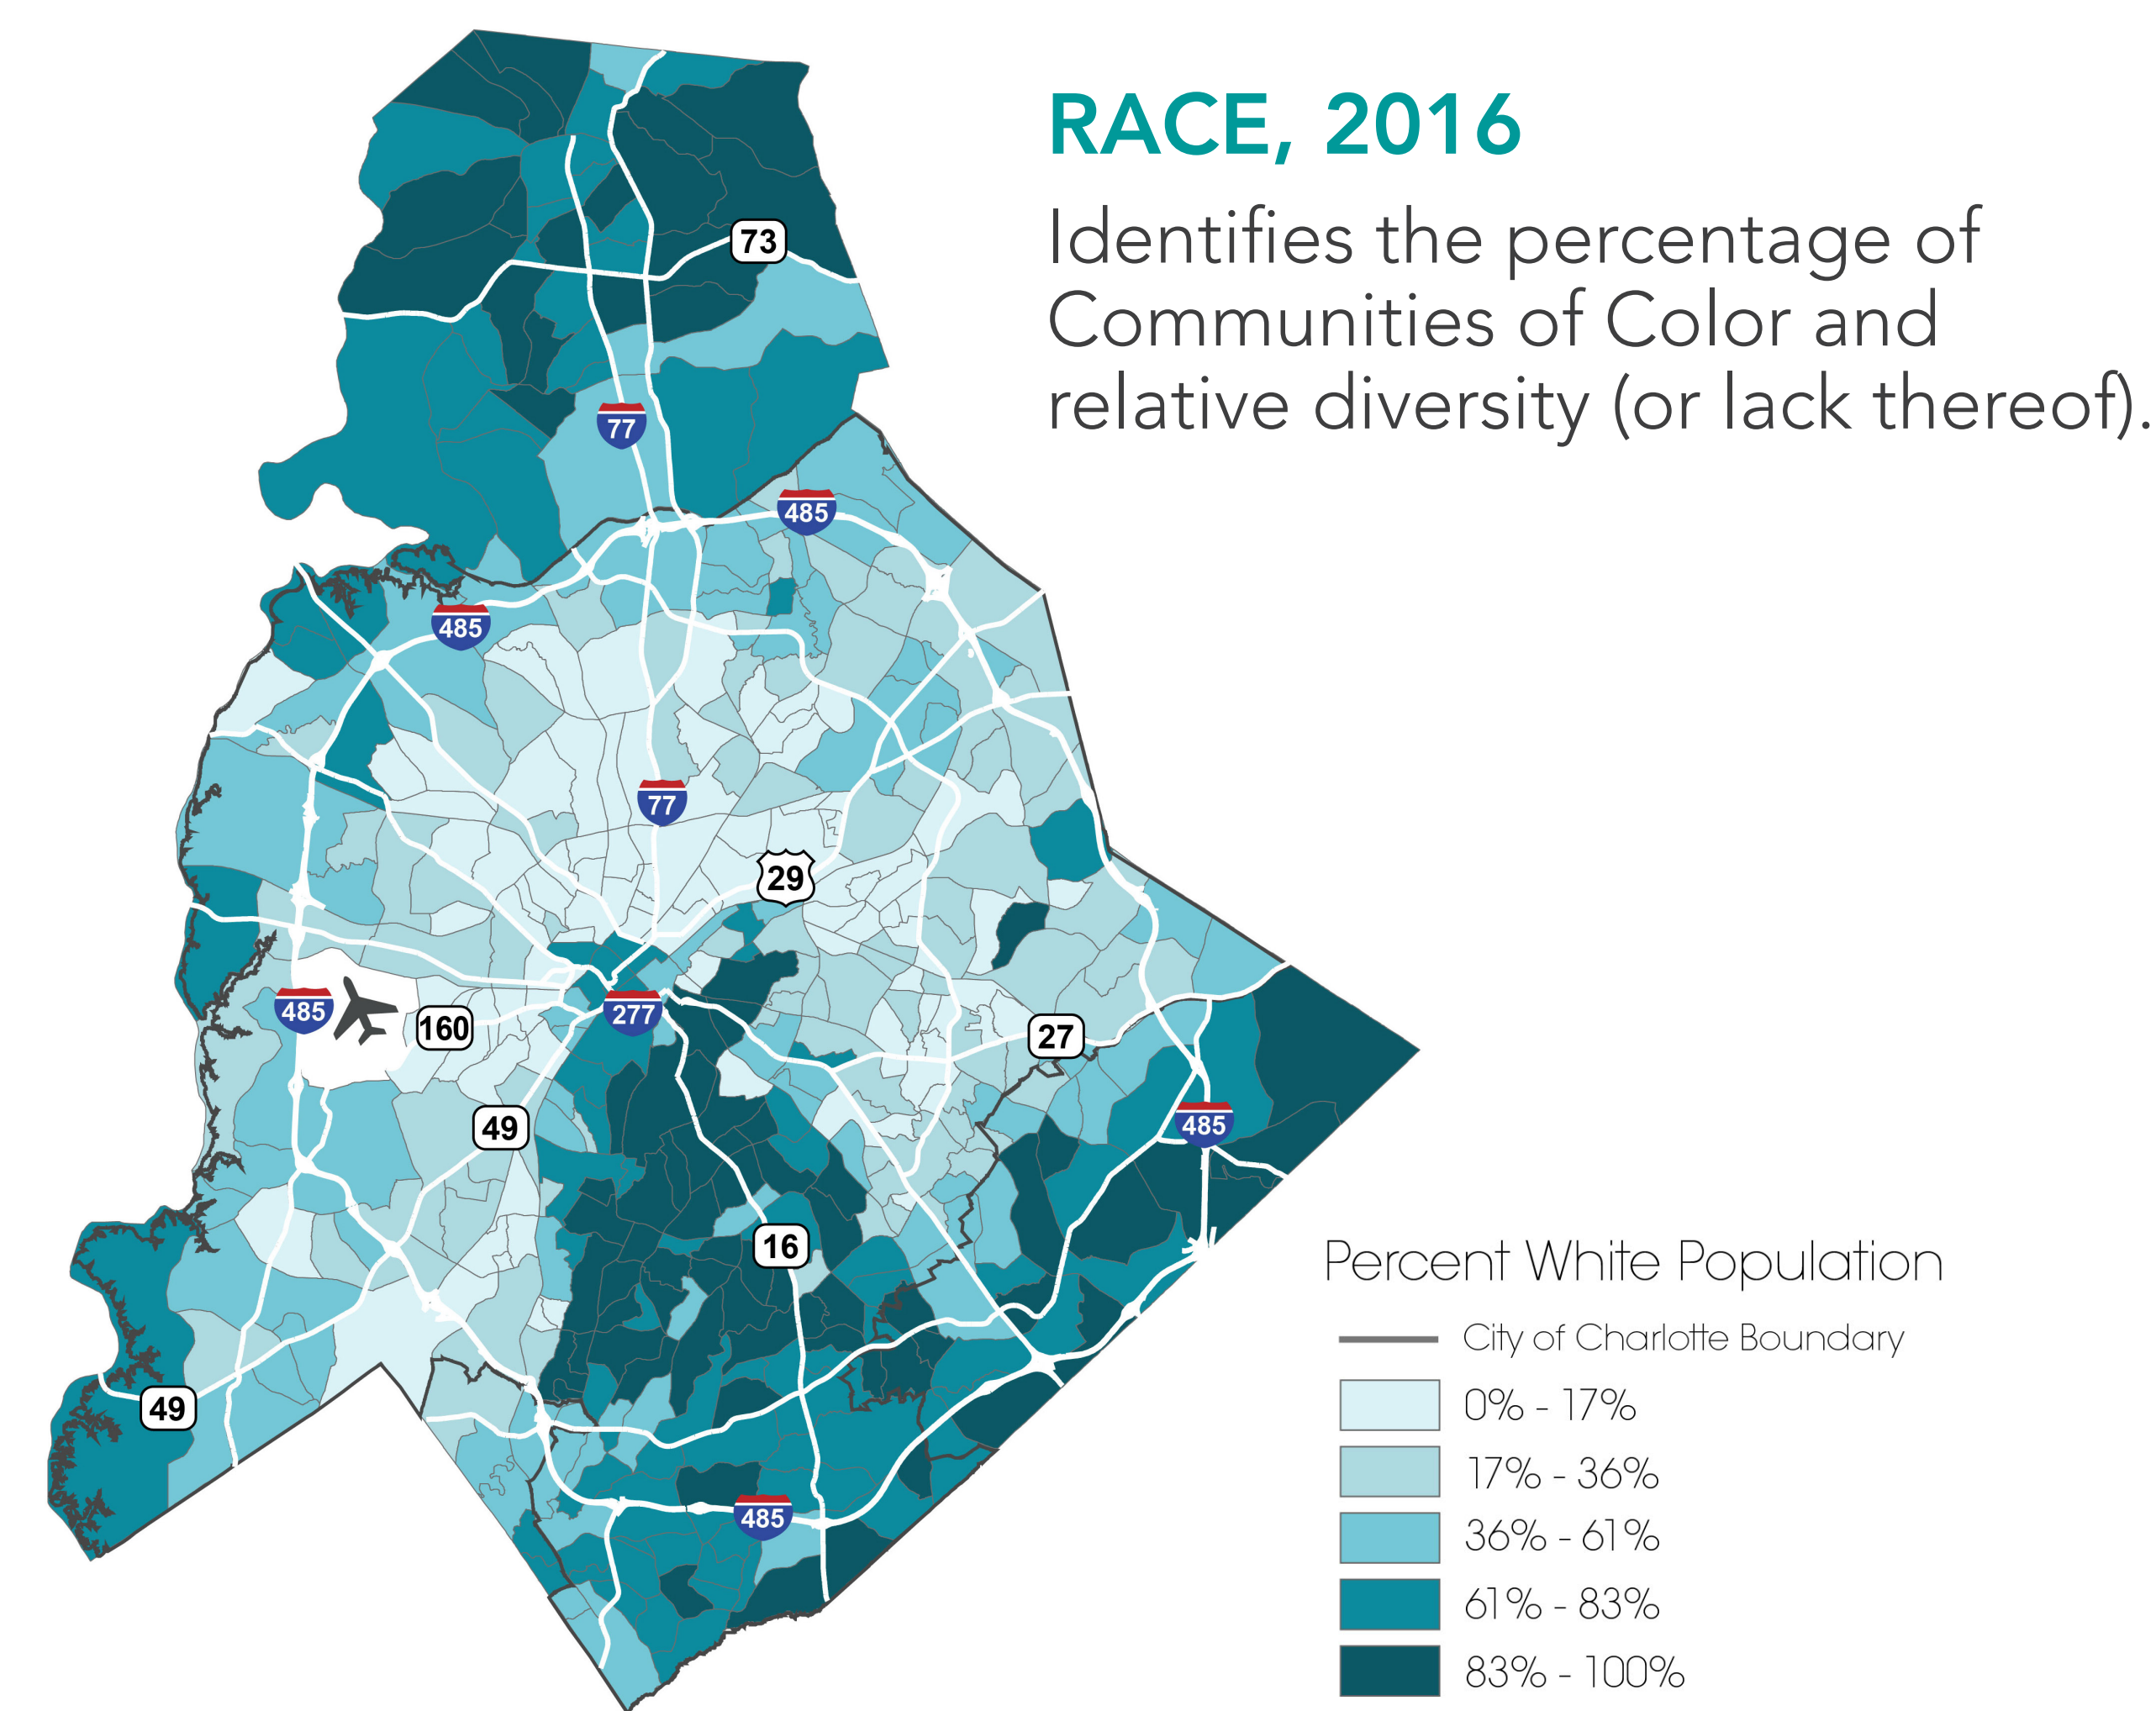 RACE, 2016
Identifies the percentage of
Communities of Color and
relative diversity (or lack thereof).
73
77
485
485
77
29
485
160
277
27
49
485
16
49
485
Percent White Population
City of Charlotte Boundary
0% - 17%
17% - 36%
36% - 61%
61% - 83%
83% - 100%